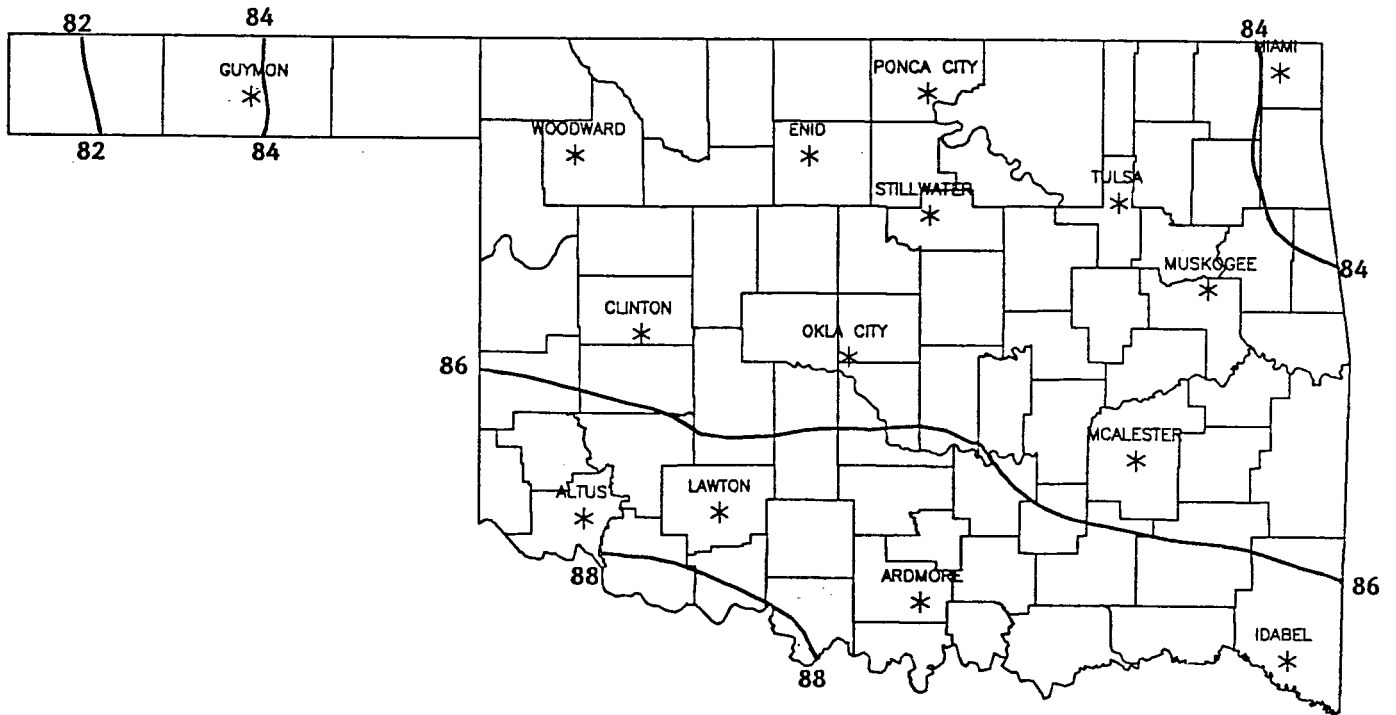 82
84
84
MIAMI
GUYMON
PONCA CITY
82
84
WOODWARD
ENID
TULSA
STILLWATER
MUSKOGEE
84
CLINTON
OKLA CITY
86
MCALESTER
ALTUS
LAWTON
88
ARDMORE
86
IDABEL
88